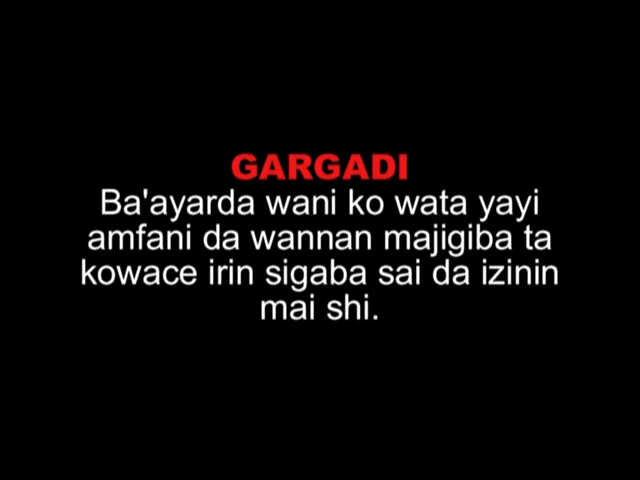 GARGADI
Ba'ayarda wani ko wata yayi
amfani da wannan majigiba ta
kowace irin sigaba sai da izinin
mai shi.